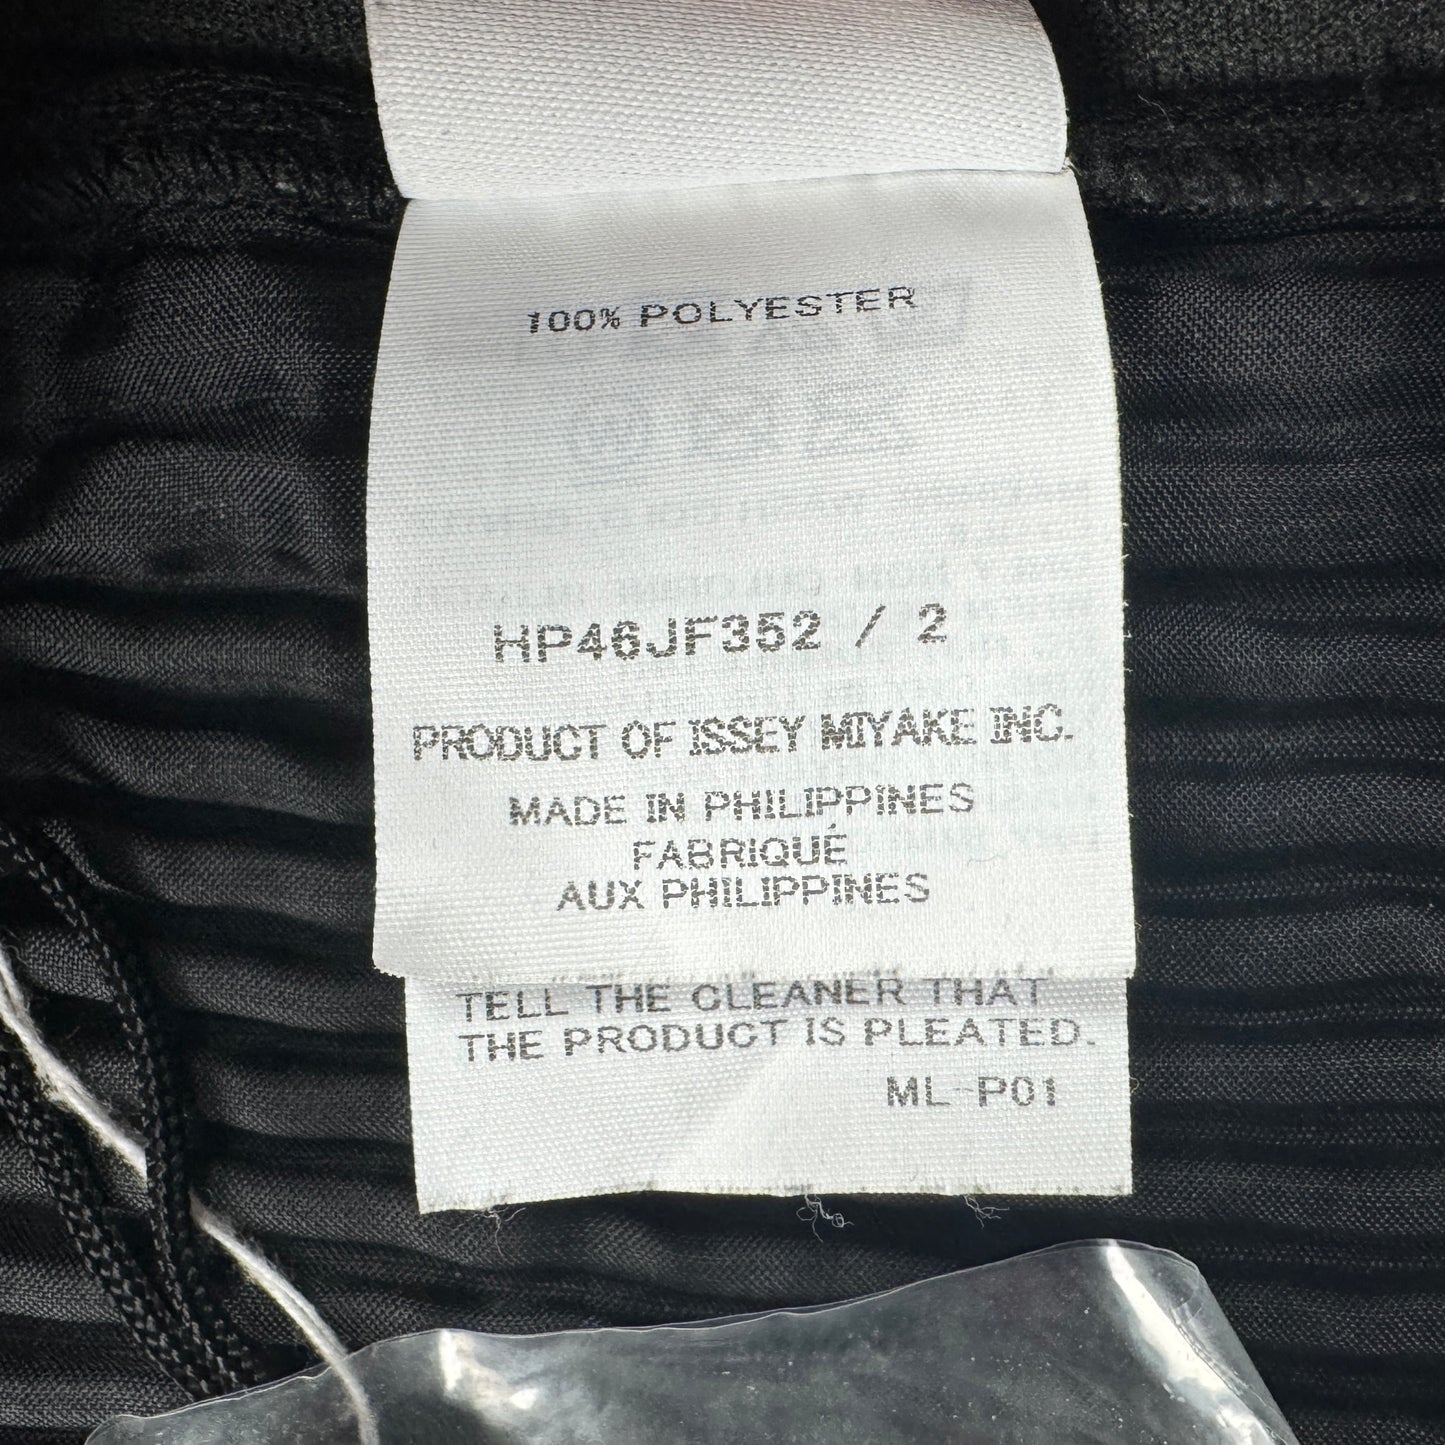 100% POLYESTER
HP46JF352 / 2
PRODUCT OF ISSEY MIYAKE INC.
MADE IN PHILIPPINES
FABRIQUÉ
AUX PHILIPPINES
TELL THE CLEANER THAT
THE PRODUCT IS PLEATED.
ML-P01